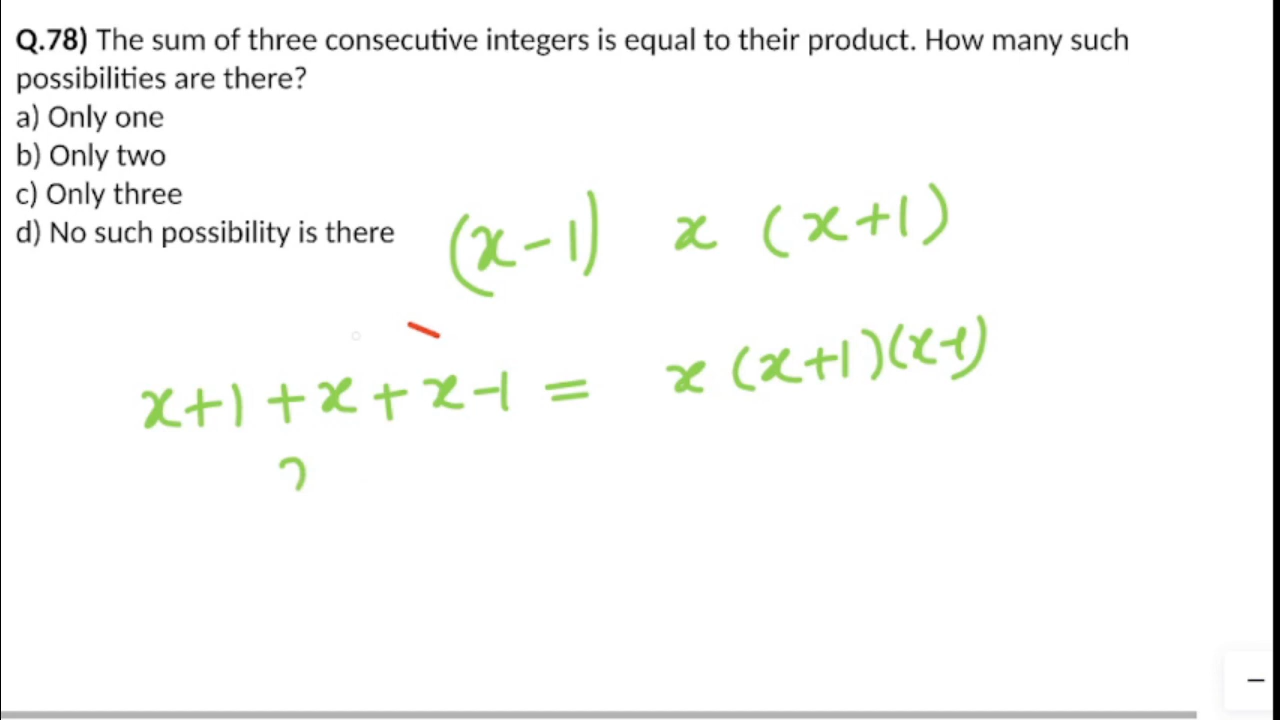 Q.78) The sum of three consecutive integers is equal to their product. How many such
possibilities are there?
a) Only one
b) Only two
c) Only three
d) No such possibility is there
(x-1) x (x+1)
x+1 + x + x-1 = x (x+1)(x-1)